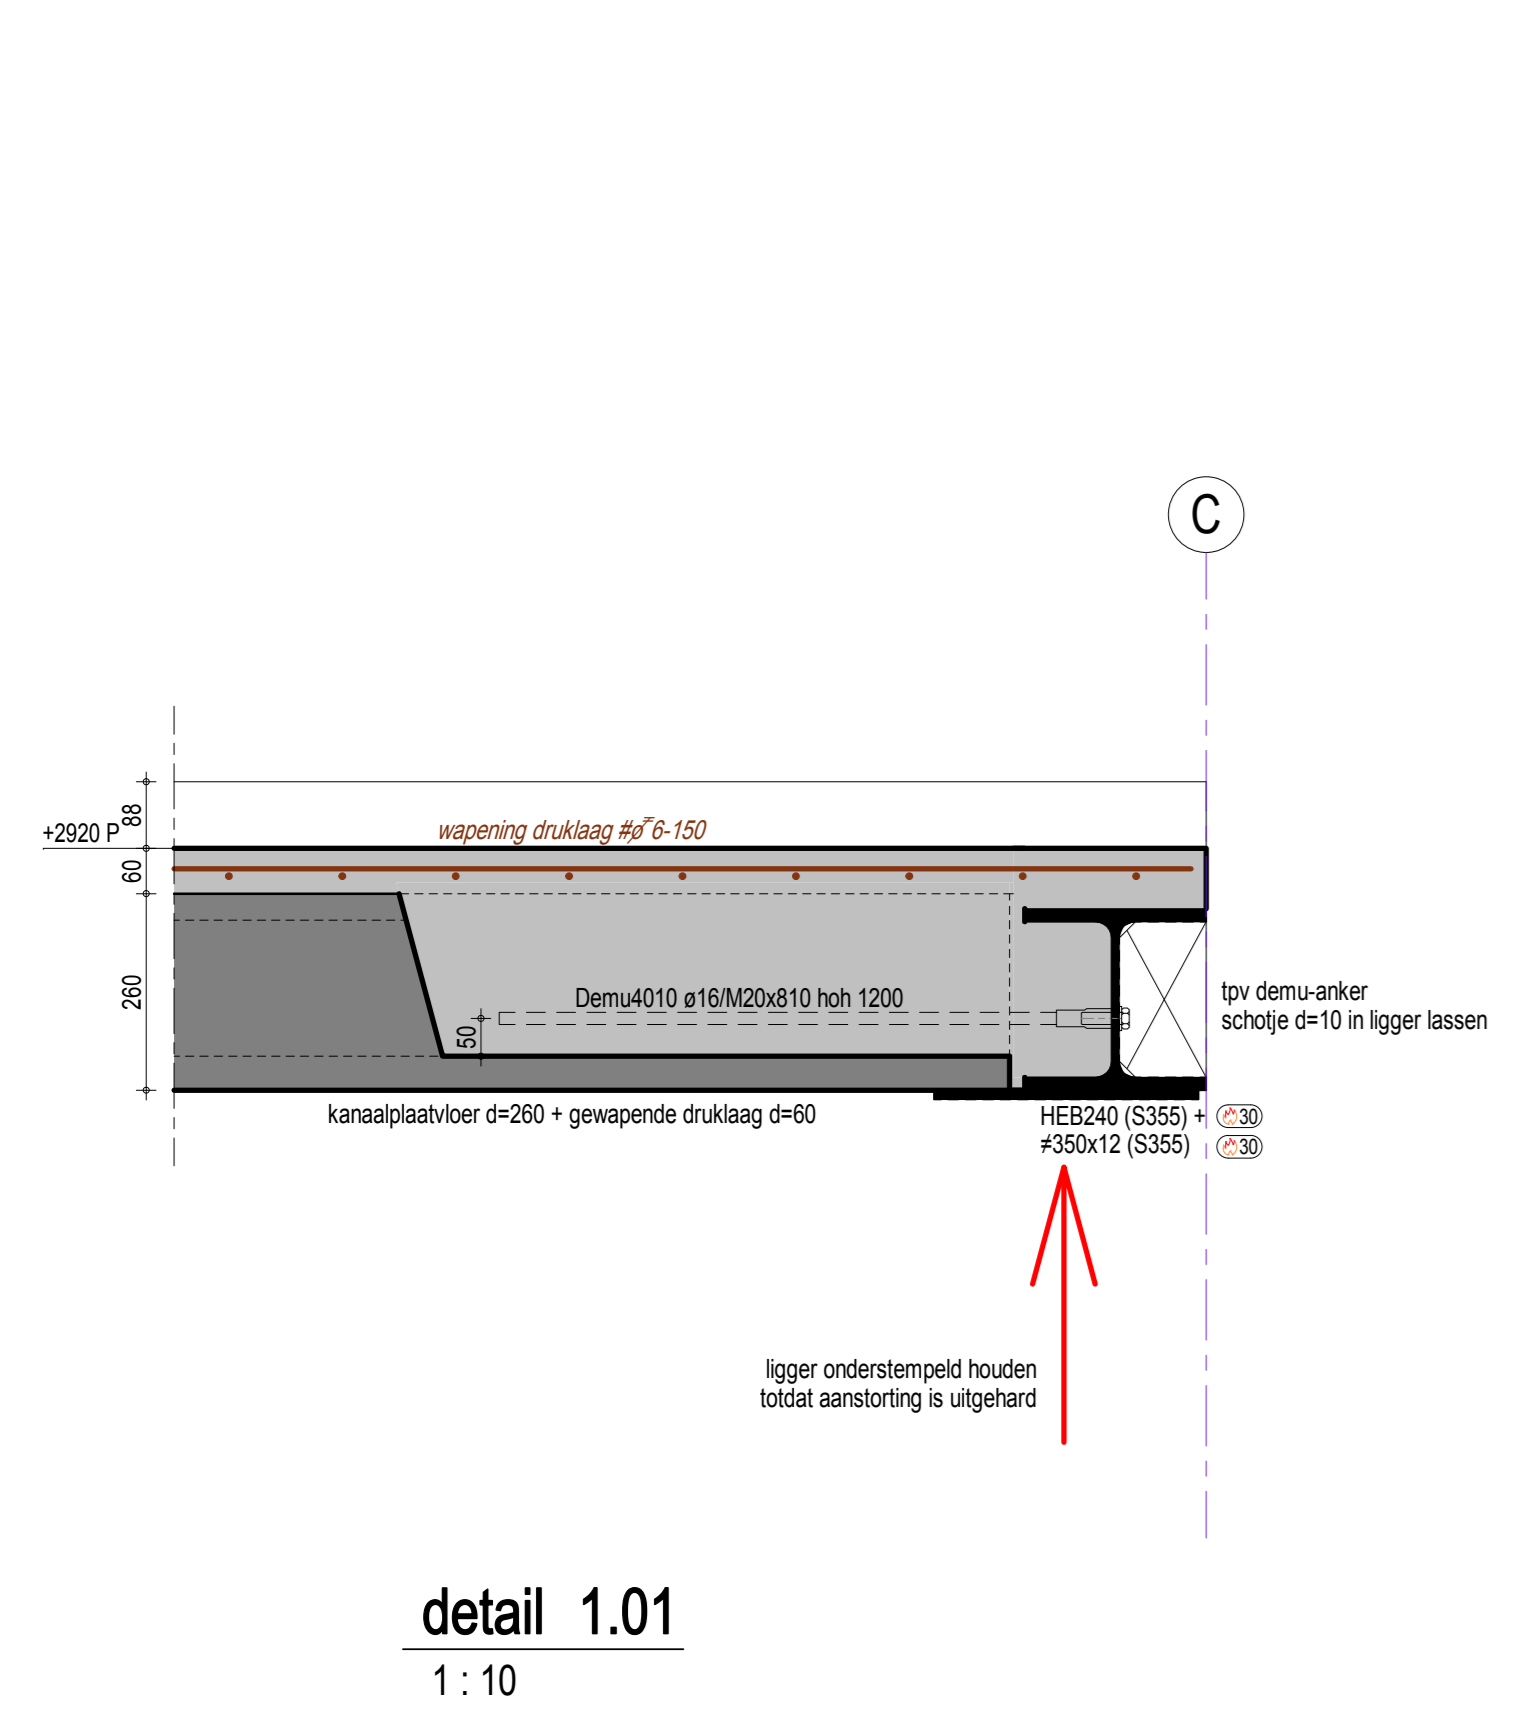 C
88
+2920 P
wapening druklaag #ø 6-150
60
260
Demu4010 ø16/M20x810 hoh 1200
50
tpv demu-anker
schotje d=10 in ligger lassen
kanaalplaatvloer d=260 + gewapende druklaag d=60
HEB240 (S355) + 30
≠350x12 (S355) 30
ligger onderstempeld houden
totdat aanstorting is uitgehard
detail 1.01
1 : 10